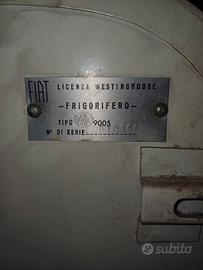 FIAT
LICENZA WESTINGHOUSE
-FRIGORIFERO-
TIPO 9005
N° DI SERIE
subito